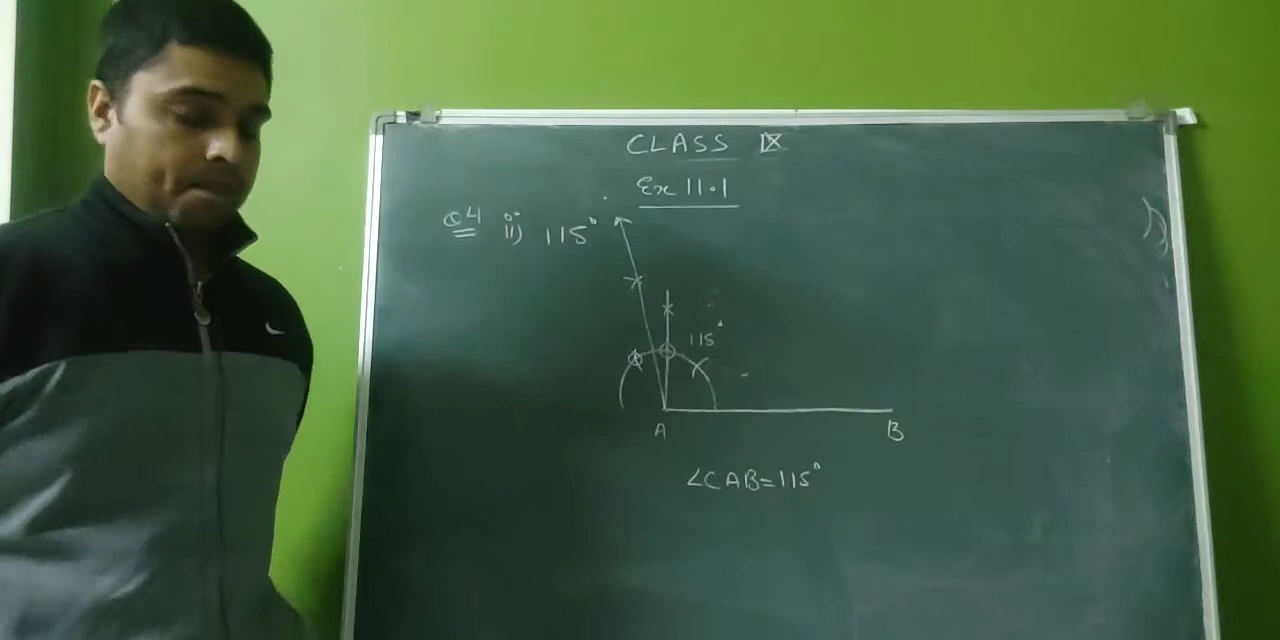 CLASS IX
Ex 11.1
Q4 ii) 115°
115°
A B
∠CAB=115°